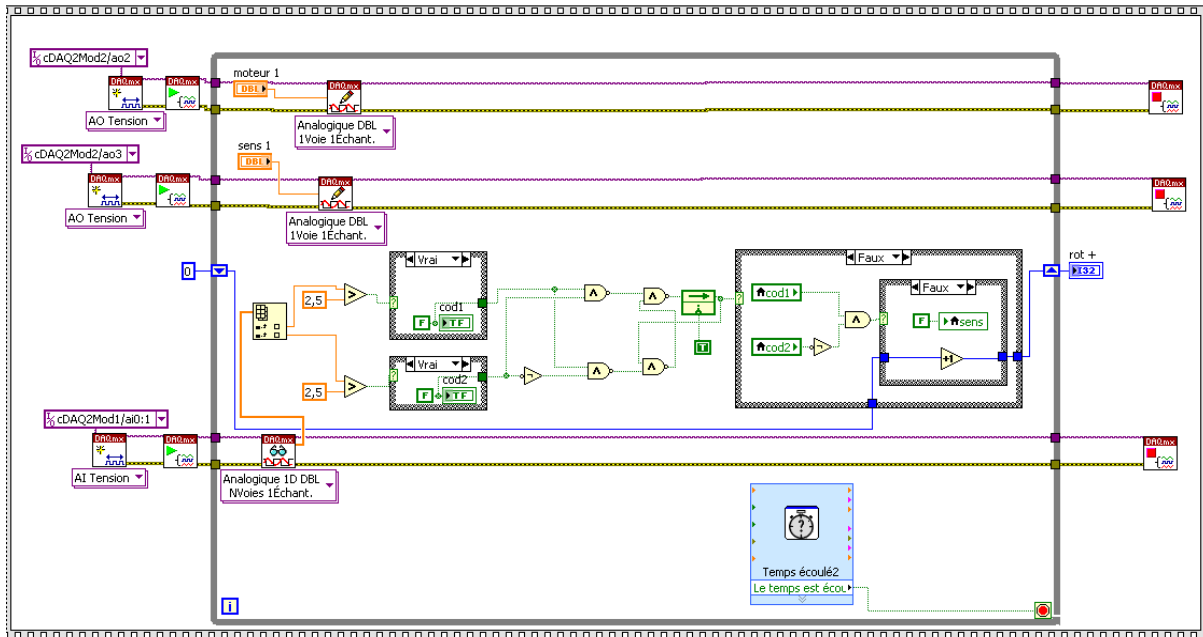 I/O cDAQ2Mod2/ao2
DAQmx
DAQmx
AO Tension
moteur 1
DBL
DAQmx
Analogique DBL
1Voie 1Échant.
DAQmx
I/O cDAQ2Mod2/ao3
DAQmx
DAQmx
AO Tension
sens 1
DBL
DAQmx
Analogique DBL
1Voie 1Échant.
DAQmx
0
2,5
>
Vrai
?
cod1
F
TF
2,5
>
Vrai
?
cod2
F
TF
T
Faux
?
cod1
cod2
Faux
?
F
sens
+1
rot +
I32
I/O cDAQ2Mod1/ai0:1
DAQmx
DAQmx
AI Tension
DAQmx
Analogique 1D DBL
NVoies 1Échant.
DAQmx
?
Temps écoulé2
Le temps est écou
i